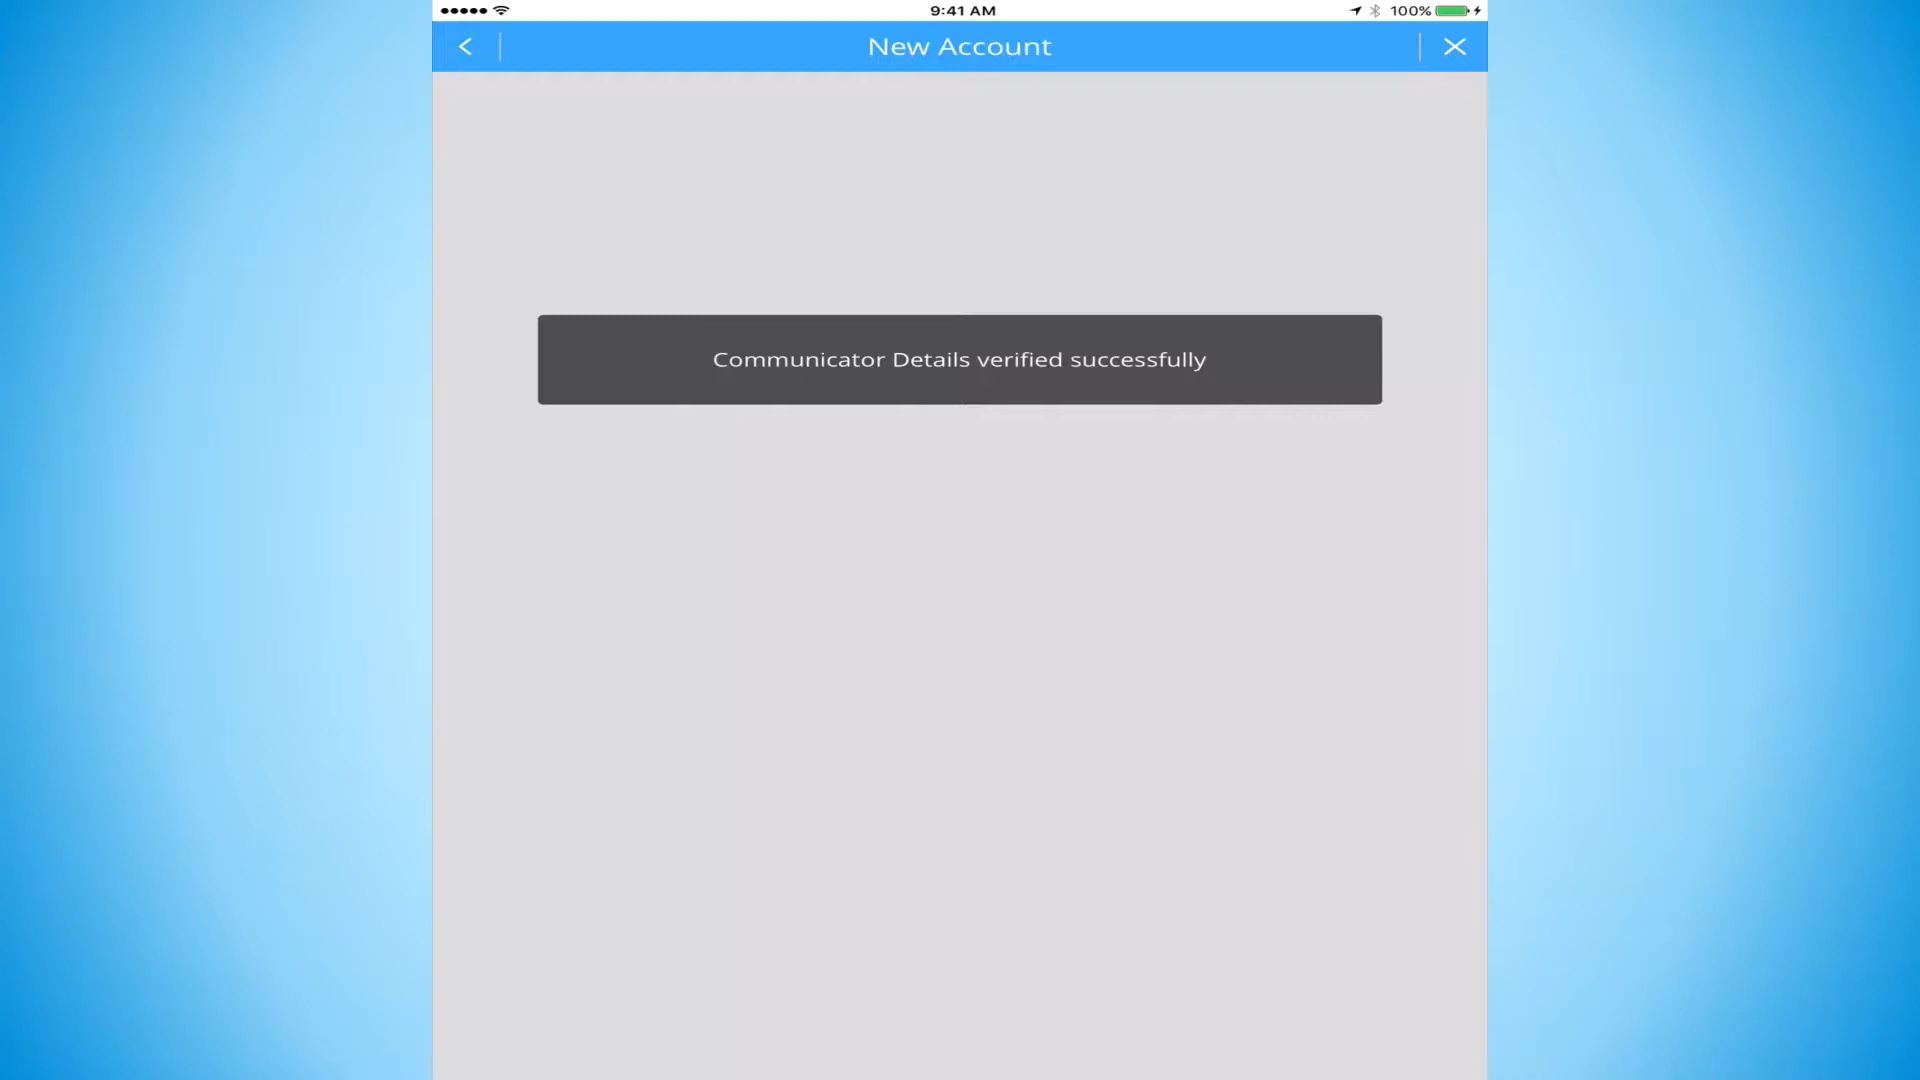 9:41 AM
100%
New Account
Communicator Details verified successfully